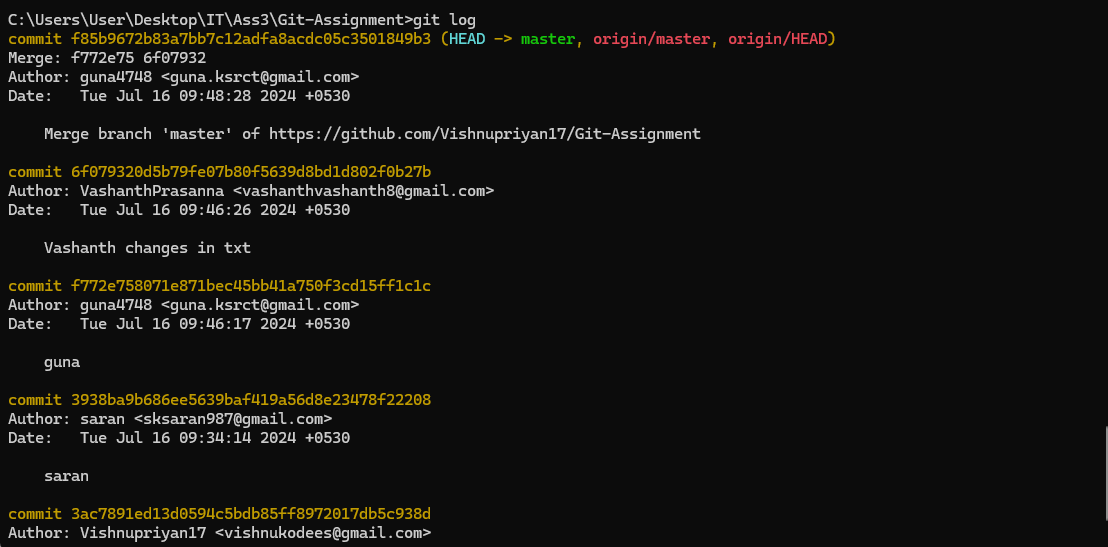 C:\Users\User\Desktop\IT\Ass3\Git-Assignment>git log
commit f85b9672b83a7bb7c12adfa8acdc05c3501849b3 (HEAD -> master, origin/master, origin/HEAD)
Merge: f772e75 6f07932
Author: guna4748 <guna.ksrct@gmail.com>
Date:   Tue Jul 16 09:48:28 2024 +0530
    Merge branch 'master' of https://github.com/Vishnupriyan17/Git-Assignment
commit 6f079320d5b79fe07b80f5639d8bd1d802f0b27b
Author: VashanthPrasanna <vashanthvashanth8@gmail.com>
Date:   Tue Jul 16 09:46:26 2024 +0530
    Vashanth changes in txt
commit f772e758071e871bec45bb41a750f3cd15ff1c1c
Author: guna4748 <guna.ksrct@gmail.com>
Date:   Tue Jul 16 09:46:17 2024 +0530
    guna
commit 3938ba9b686ee5639baf419a56d8e23478f22208
Author: saran <sksaran987@gmail.com>
Date:   Tue Jul 16 09:34:14 2024 +0530
    saran
commit 3ac7891ed13d0594c5bdb85ff8972017db5c938d
Author: Vishnupriyan17 <vishnukodees@gmail.com>